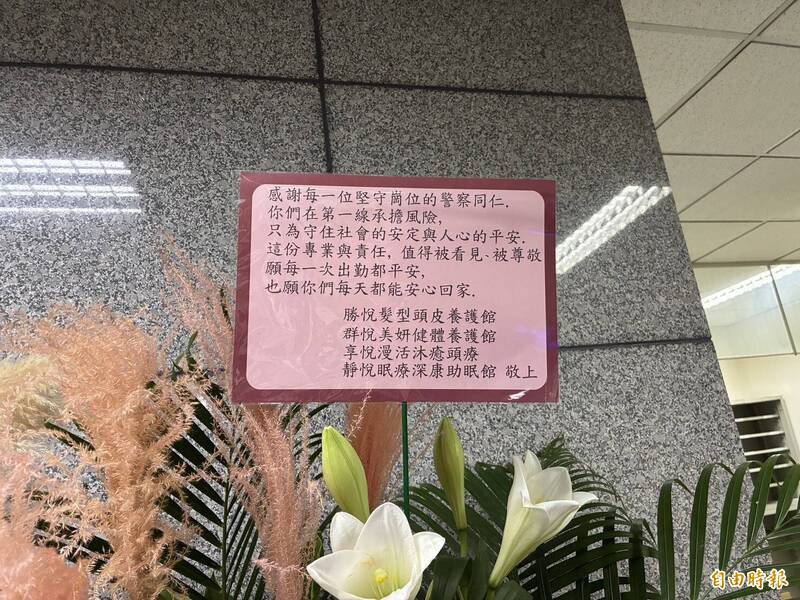 感謝每一位堅守崗位的警察同仁.
你們在第一線承擔風險,
只為守住社會的安定與人心的平安.
這份專業與責任, 值得被看見、被尊敬
願每一次出勤都平安,
也願你們每天都能安心回家.
勝悅髮型頭皮養護館
群悅美妍健體養護館
享悅漫活沐癒頭療
靜悅眠療深康助眠館 敬上
自由時報